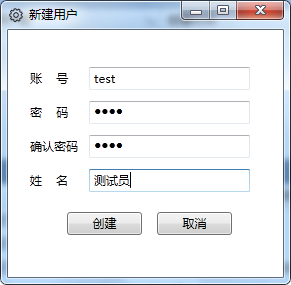 新建用户
账 号 test
密 码 ●●●●
确认密码 ●●●●
姓 名 测试员
创建 取消